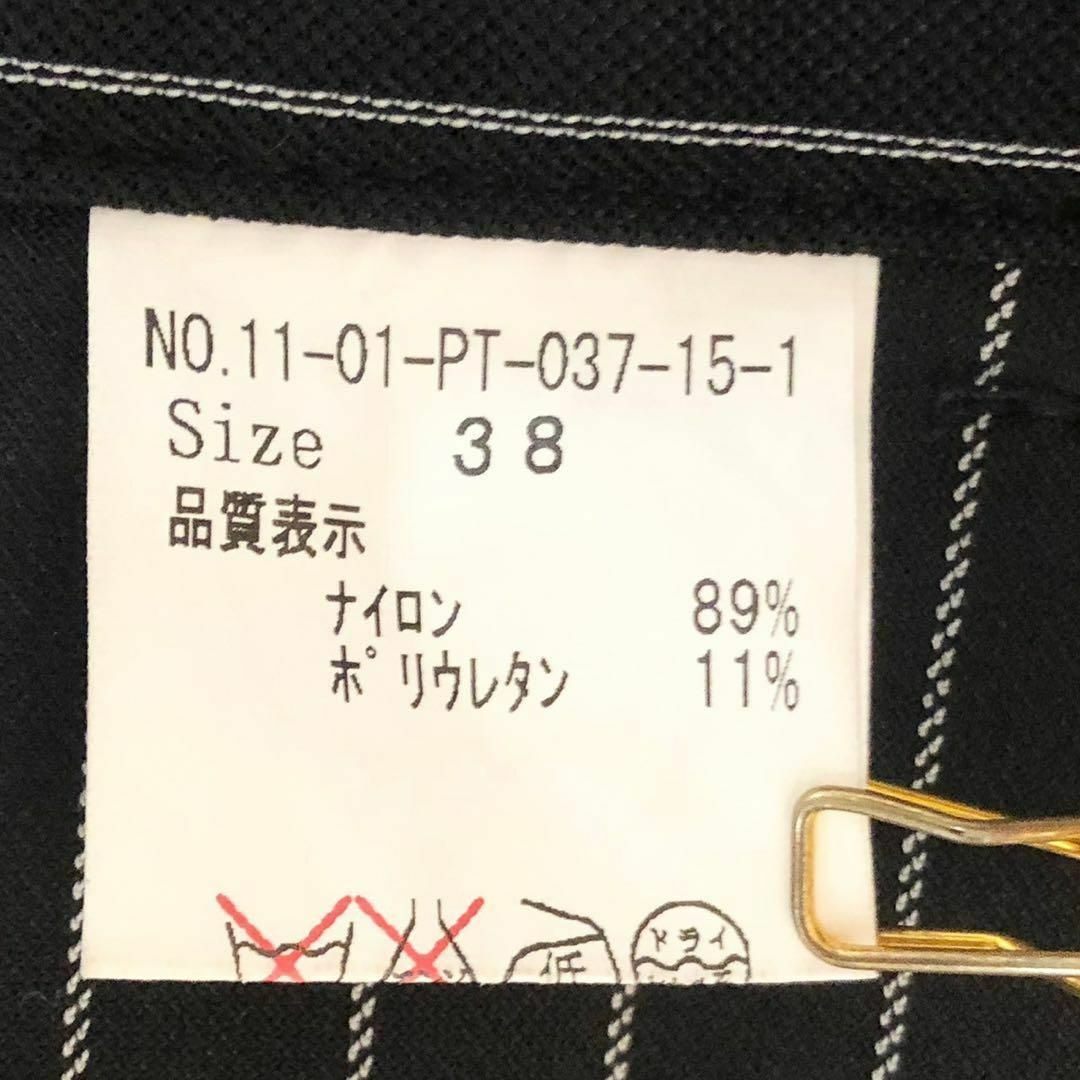 NO.11-01-PT-037-15-1
Size 38
品質表示
ナイロン 89%
ポリウレタン 11%
低 ドライ